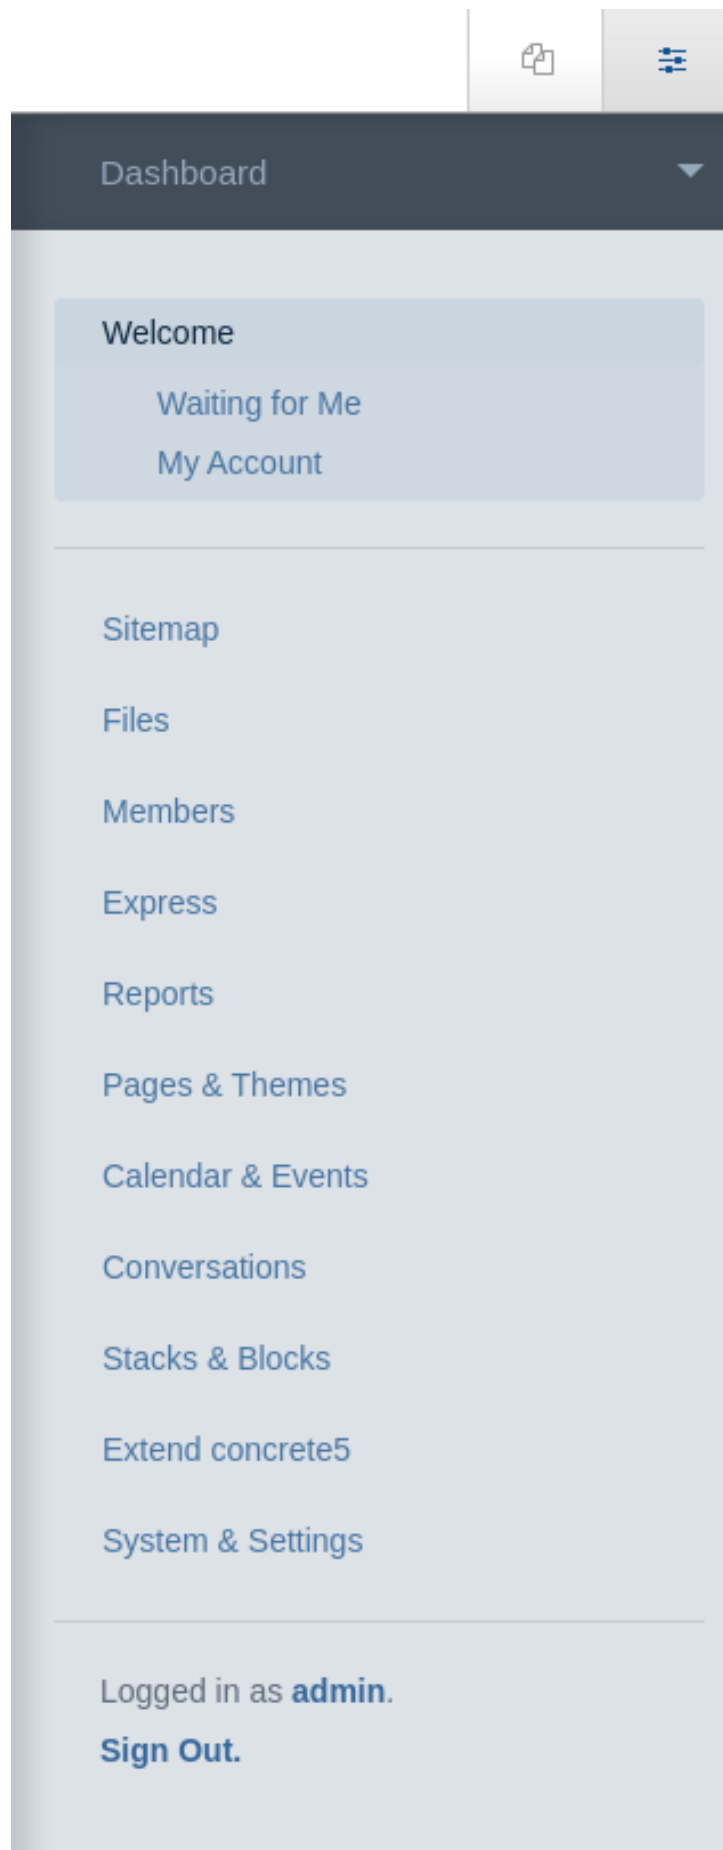 Dashboard
Welcome
Waiting for Me
My Account
Sitemap
Files
Members
Express
Reports
Pages & Themes
Calendar & Events
Conversations
Stacks & Blocks
Extend concrete5
System & Settings
Logged in as admin.
Sign Out.